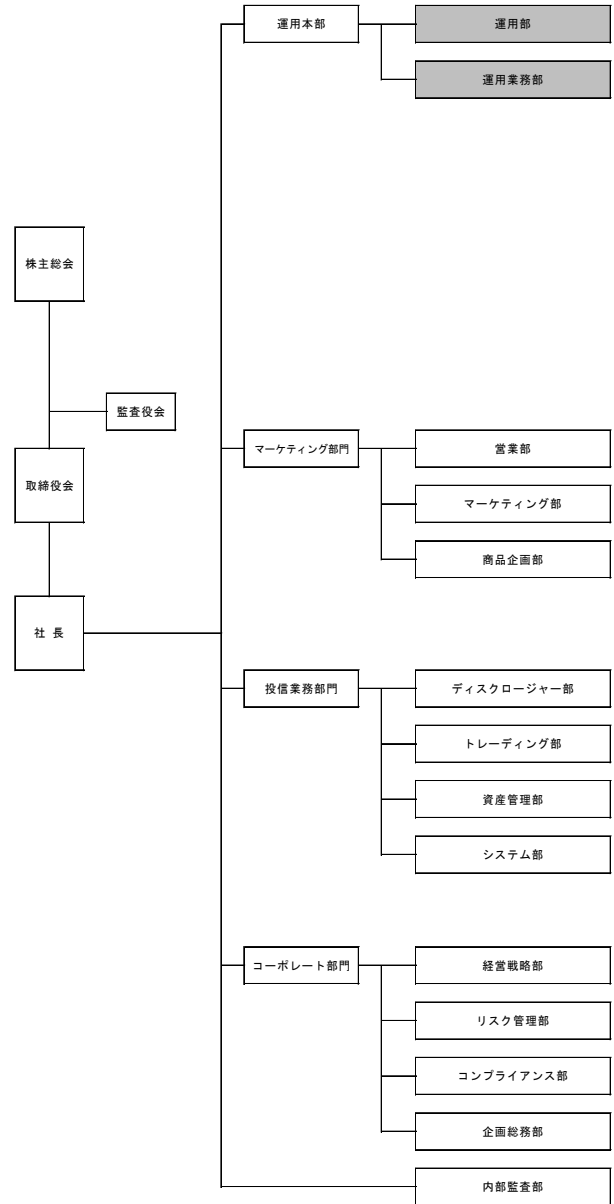 運用本部
運用部
運用業務部
株主総会
監査役会
取締役会
社 長
マーケティング部門
営業部
マーケティング部
商品企画部
投信業務部門
ディスクロージャー部
トレーディング部
資産管理部
システム部
コーポレート部門
経営戦略部
リスク管理部
コンプライアンス部
企画総務部
内部監査部